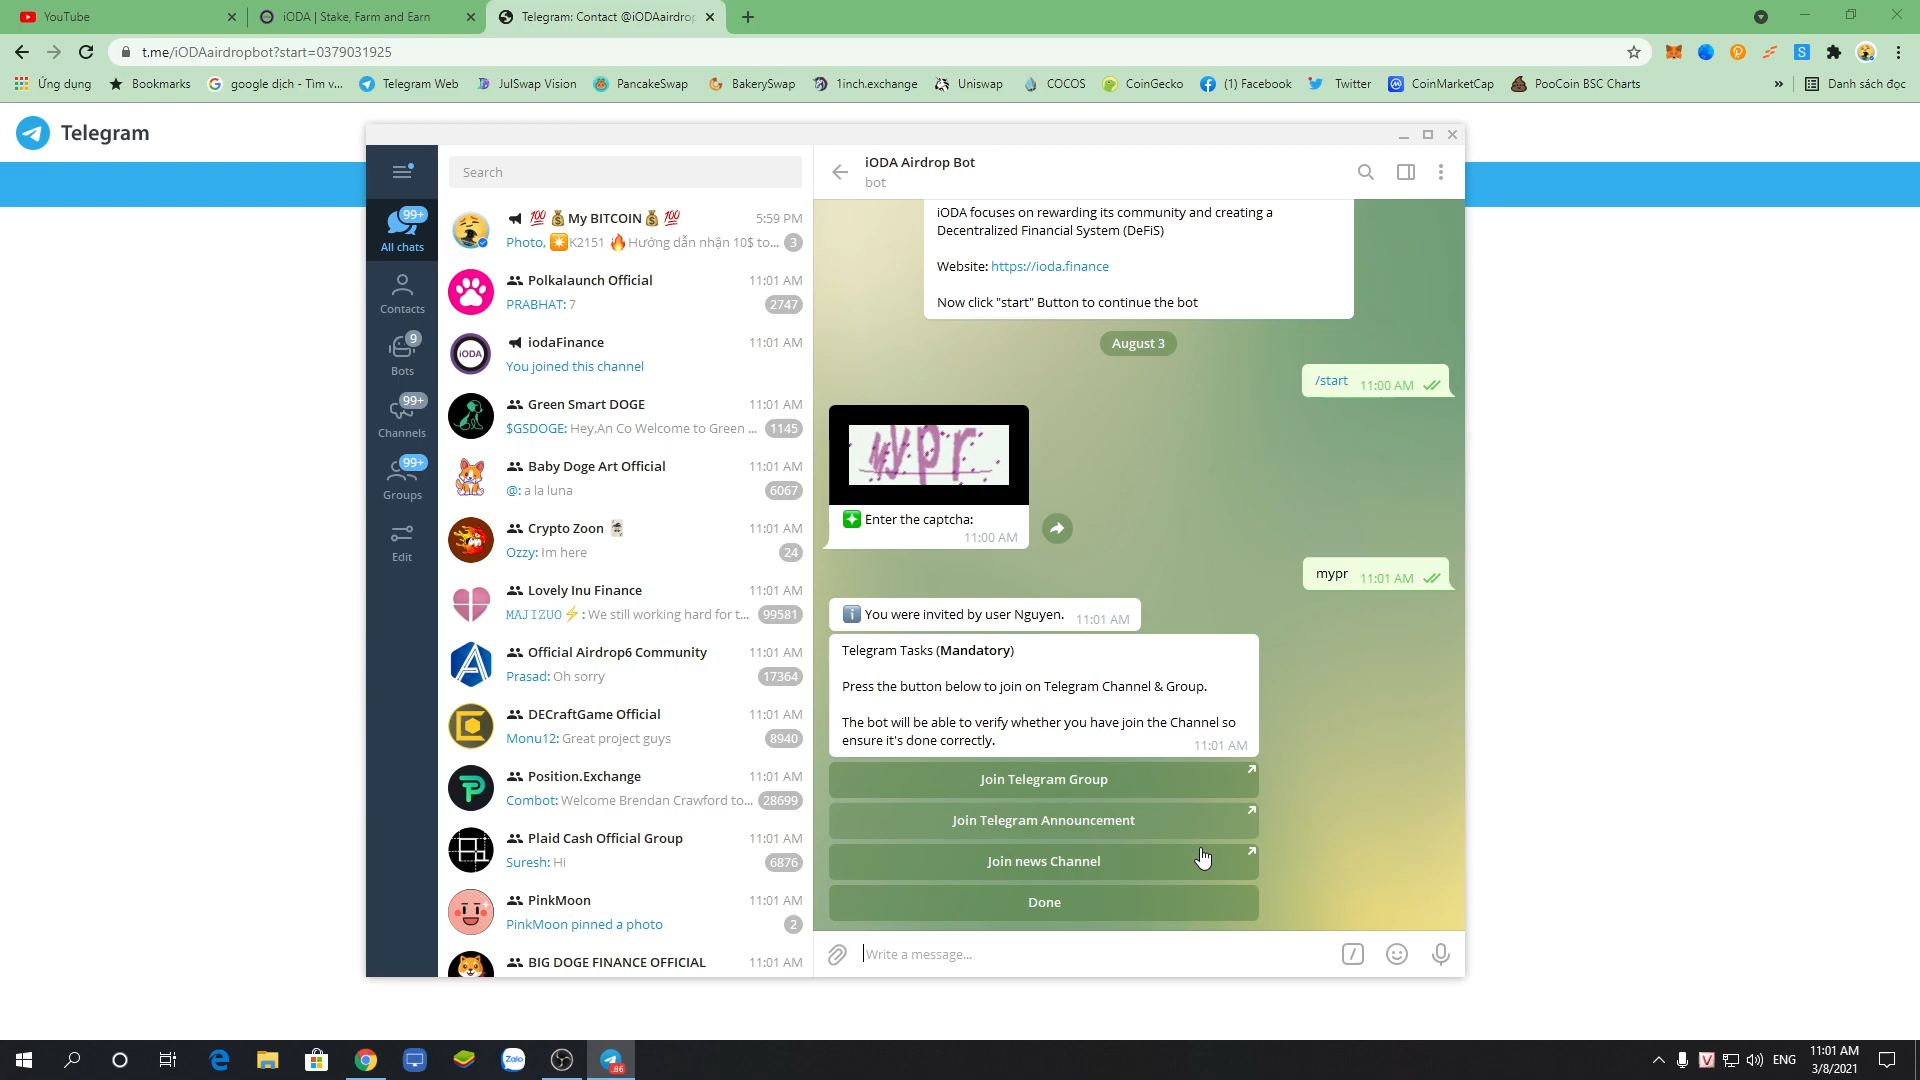 YouTube
iODA | Stake, Farm and Earn
Telegram: Contact @iODAairdrop
t.me/iODAairdropbot?start=0379031925
Ứng dụng
Bookmarks
google dịch - Tìm v...
Telegram Web
JulSwap Vision
PancakeSwap
BakerySwap
1inch.exchange
Uniswap
COCOS
CoinGecko
(1) Facebook
Twitter
CoinMarketCap
PooCoin BSC Charts
»
Danh sách đọc
Telegram
99+
All chats
Contacts
9
Bots
99+
Channels
99+
Groups
Edit
Search
💯💰My BITCOIN💰💯 5:59 PM
Photo, 💥K2151 🔥Hướng dẫn nhận 10$ to... 3
Polkalaunch Official 11:01 AM
PRABHAT: 7 2747
iODA
iodaFinance 11:01 AM
You joined this channel
Green Smart DOGE 11:01 AM
$GSDOGE: Hey,An Co Welcome to Green ... 1145
Baby Doge Art Official 11:01 AM
@: a la luna 6067
Crypto Zoon 11:01 AM
Ozzy: Im here 24
Lovely Inu Finance 11:01 AM
MAJIZUO⚡: We still working hard for t... 99581
Official Airdrop6 Community 11:01 AM
Prasad: Oh sorry 17364
DECraftGame Official 11:01 AM
Monu12: Great project guys 8940
Position.Exchange 11:01 AM
Combot: Welcome Brendan Crawford to... 28699
Plaid Cash Official Group 11:01 AM
Suresh: Hi 6876
PinkMoon 11:01 AM
PinkMoon pinned a photo 2
BIG DOGE FINANCE OFFICIAL 11:01 AM
iODA Airdrop Bot
bot
iODA focuses on rewarding its community and creating a
Decentralized Financial System (DeFiS)
Website: https://ioda.finance
Now click "start" Button to continue the bot
August 3
/start 11:00 AM
Enter the captcha:
11:00 AM
mypr 11:01 AM
You were invited by user Nguyen. 11:01 AM
Telegram Tasks (Mandatory)
Press the button below to join on Telegram Channel & Group.
The bot will be able to verify whether you have join the Channel so
ensure it's done correctly. 11:01 AM
Join Telegram Group
Join Telegram Announcement
Join news Channel
Done
Write a message...
Zalo
86
ENG
11:01 AM
3/8/2021